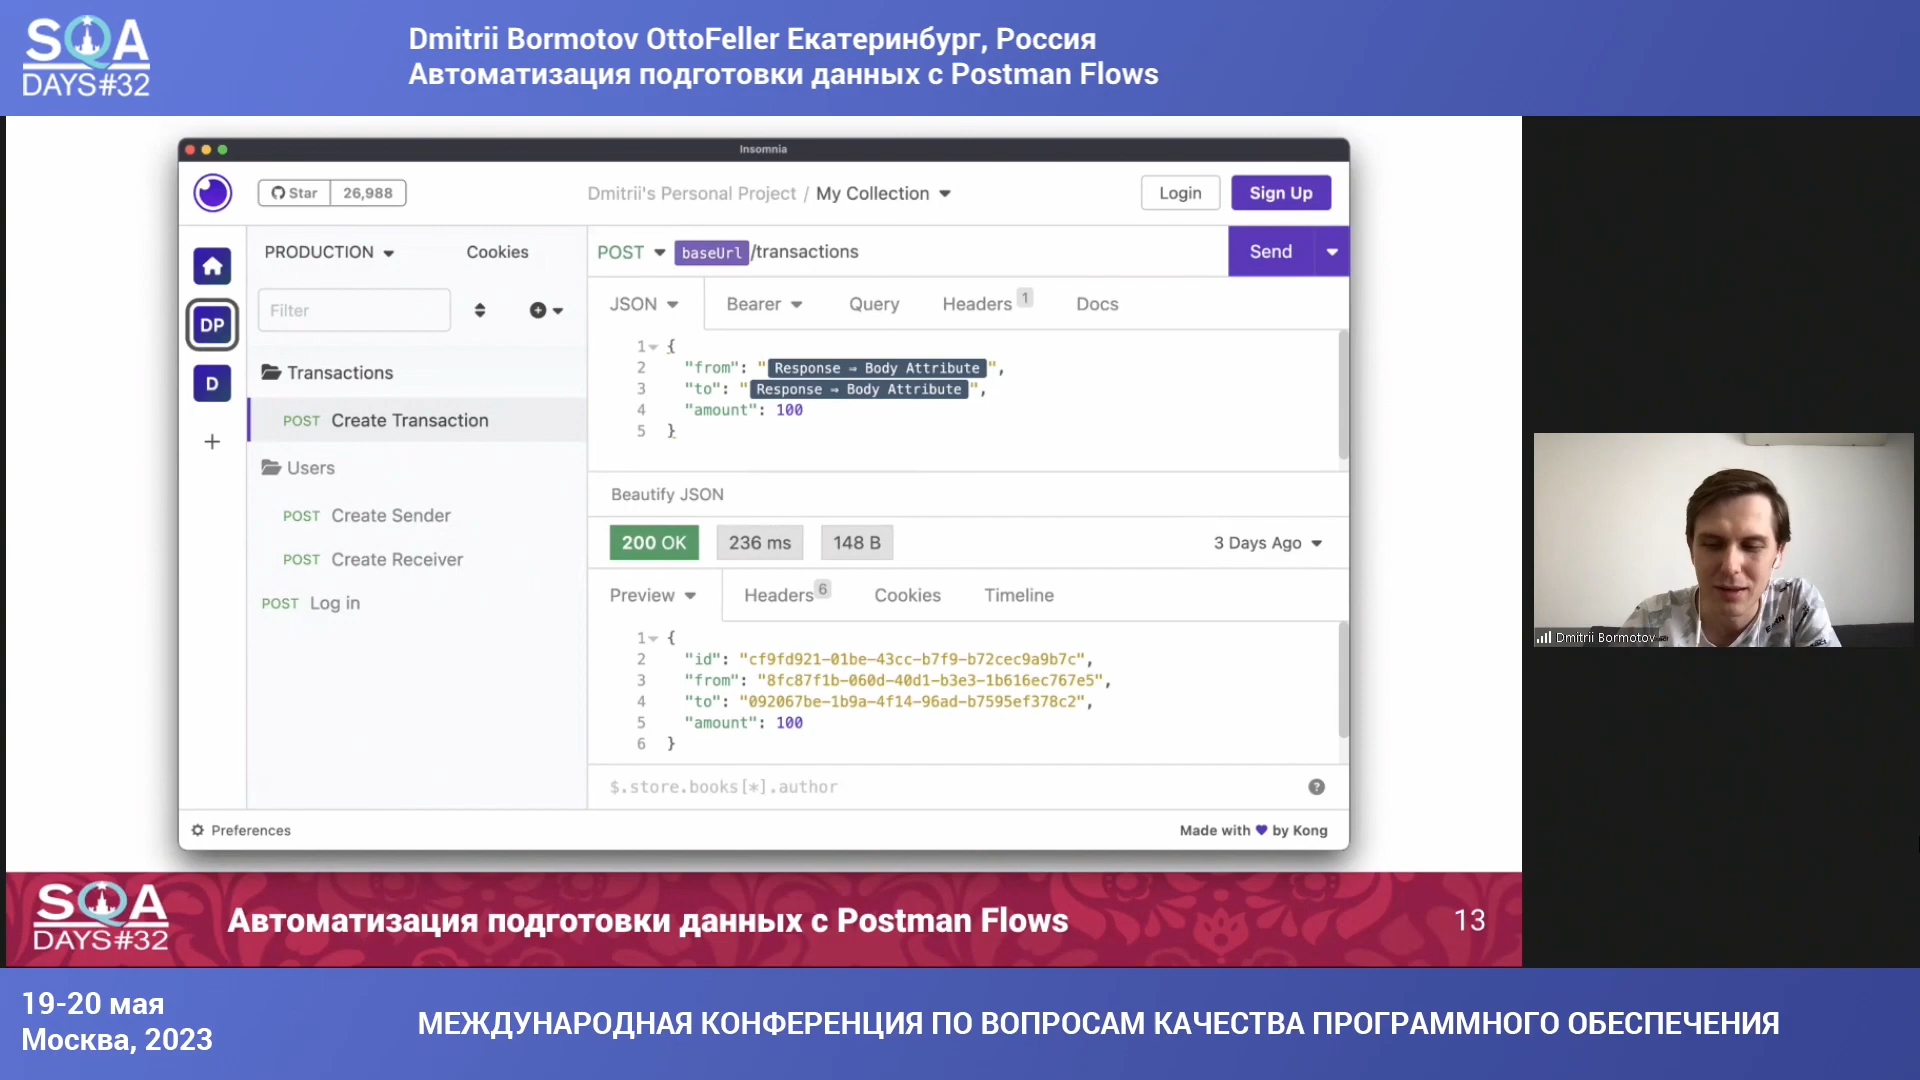 SQA
DAYS#32
Dmitrii Bormotov OttoFeller Екатеринбург, Россия
Автоматизация подготовки данных с Postman Flows
Insomnia
Star 26,988
Dmitrii's Personal Project / My Collection
Login
Sign Up
PRODUCTION
Cookies
POST baseUrl/transactions
Send
Filter
JSON
Bearer
Query
Headers 1
Docs
DP
D
Transactions
POST Create Transaction
Users
POST Create Sender
POST Create Receiver
POST Log in
1 {
2 "from": "Response → Body Attribute",
3 "to": "Response → Body Attribute",
4 "amount": 100
5 }
Beautify JSON
200 OK
236 ms
148 B
3 Days Ago
Preview
Headers 6
Cookies
Timeline
1 {
2 "id": "cf9fd921-01be-43cc-b7f9-b72cec9a9b7c",
3 "from": "8fc87f1b-060d-40d1-b3e3-1b616ec767e5",
4 "to": "092067be-1b9a-4f14-96ad-b7595ef378c2",
5 "amount": 100
6 }
$.store.books[*].author
Preferences
Made with ♥ by Kong
Dmitrii Bormotov
SQA
DAYS#32
Автоматизация подготовки данных с Postman Flows
13
19-20 мая
Москва, 2023
МЕЖДУНАРОДНАЯ КОНФЕРЕНЦИЯ ПО ВОПРОСАМ КАЧЕСТВА ПРОГРАММНОГО ОБЕСПЕЧЕНИЯ